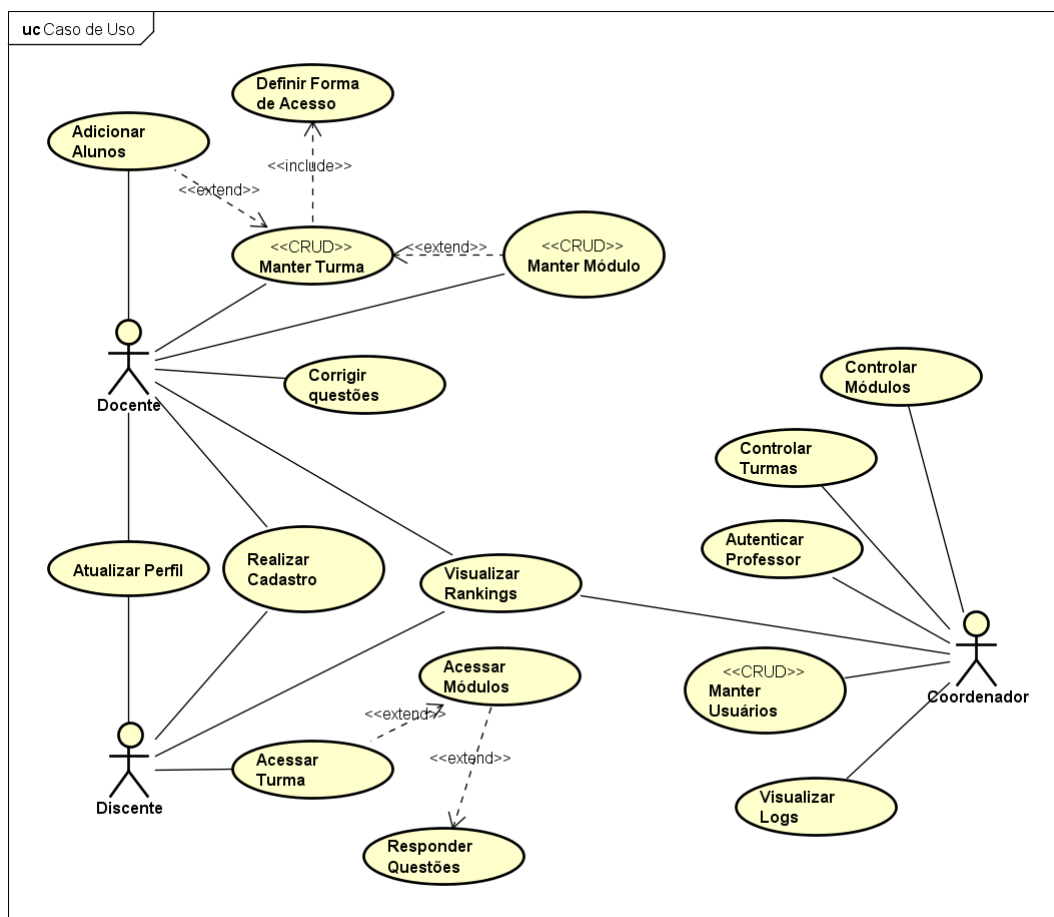 uc Caso de Uso
Definir Forma
de Acesso
Adicionar
Alunos
<<include>>
<<extend>>
<<CRUD>>
Manter Turma
<<extend>>
<<CRUD>>
Manter Módulo
Docente
Corrigir
questões
Controlar
Módulos
Controlar
Turmas
Autenticar
Professor
Atualizar Perfil
Realizar
Cadastro
Visualizar
Rankings
Acessar
Módulos
<<CRUD>>
Manter
Usuários
Coordenador
<<extend>>
<<extend>>
Acessar
Turma
Discente
Visualizar
Logs
Responder
Questões